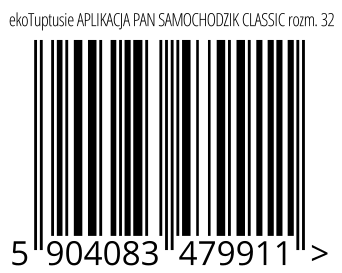 ekoTuptusie APLIKACJA PAN SAMOCHODZIK CLASSIC rozm. 32
5 904083 479911 >